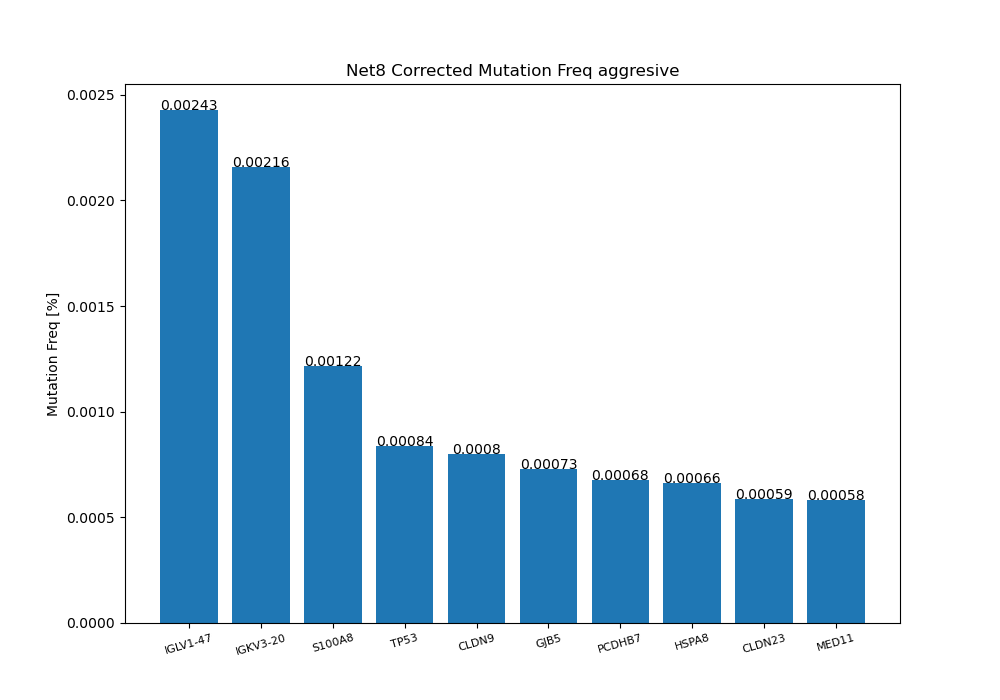 Net8 Corrected Mutation Freq aggresive
Mutation Freq [%]
0.0025
0.0020
0.0015
0.0010
0.0005
0.0000
0.00243
0.00216
0.00122
0.00084
0.0008
0.00073
0.00068
0.00066
0.00059
0.00058
IGLV1-47
IGKV3-20
S100A8
TP53
CLDN9
GJB5
PCDHB7
HSPA8
CLDN23
MED11